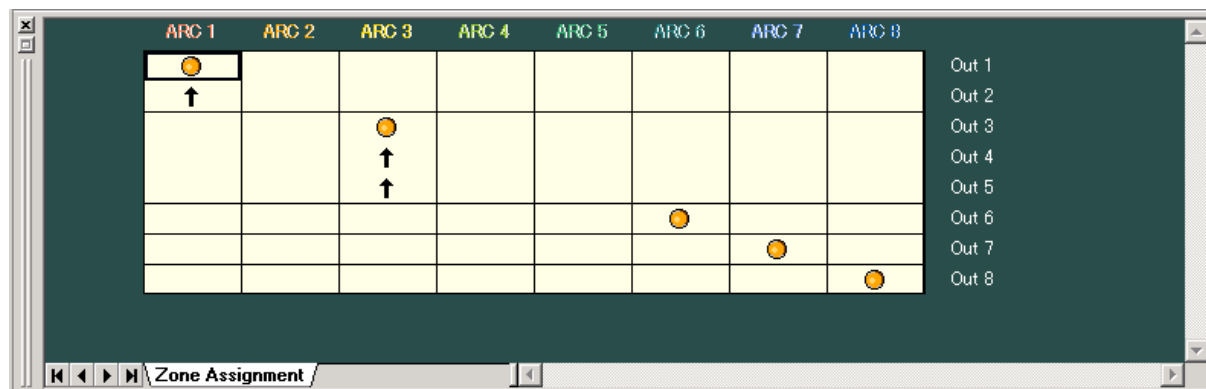 ARC 1 ARC 2 ARC 3 ARC 4 ARC 5 ARC 6 ARC 7 ARC 8
Out 1
Out 2
Out 3
Out 4
Out 5
Out 6
Out 7
Out 8
Zone Assignment